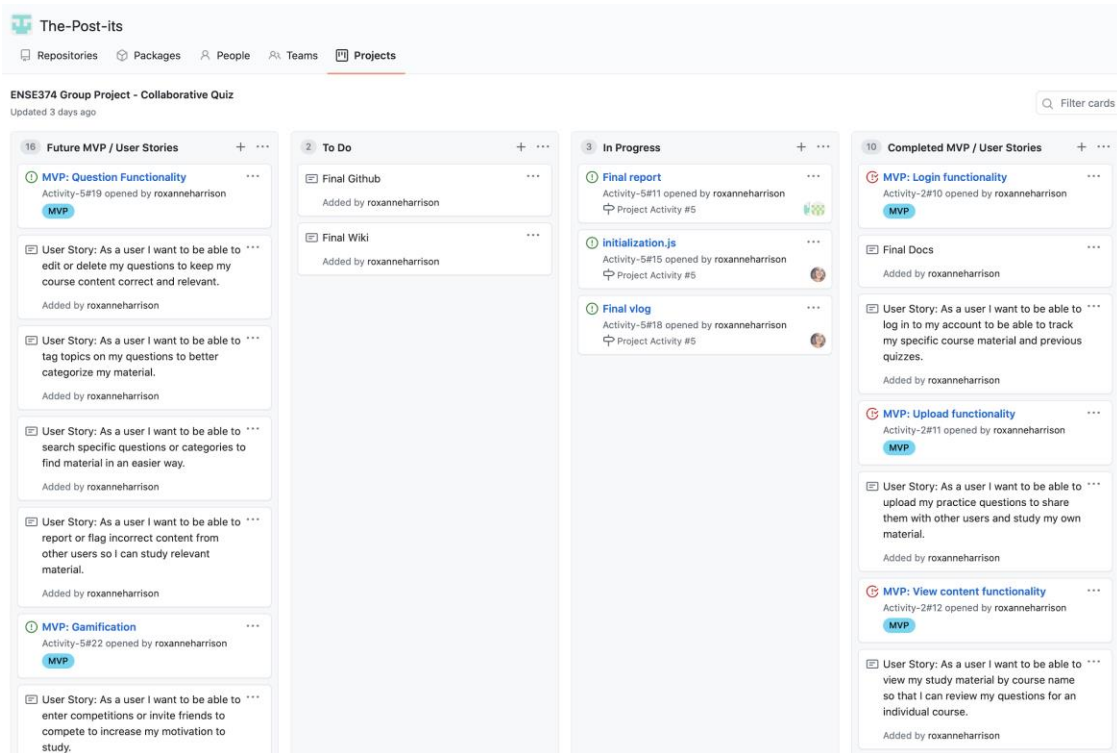 The-Post-its
Repositories
Packages
People
Teams
Projects
ENSE374 Group Project - Collaborative Quiz
Updated 3 days ago
Filter cards
16 Future MVP / User Stories
MVP: Question Functionality
Activity-5#19 opened by roxanneharrison
MVP
User Story: As a user I want to be able to
edit or delete my questions to keep my
course content correct and relevant.
Added by roxanneharrison
User Story: As a user I want to be able to
tag topics on my questions to better
categorize my material.
Added by roxanneharrison
User Story: As a user I want to be able to
search specific questions or categories to
find material in an easier way.
Added by roxanneharrison
User Story: As a user I want to be able to
report or flag incorrect content from
other users so I can study relevant
material.
Added by roxanneharrison
MVP: Gamification
Activity-5#22 opened by roxanneharrison
MVP
User Story: As a user I want to be able to
enter competitions or invite friends to
compete to increase my motivation to
study.
2 To Do
Final Github
Added by roxanneharrison
Final Wiki
Added by roxanneharrison
3 In Progress
Final report
Activity-5#11 opened by roxanneharrison
Project Activity #5
initialization.js
Activity-5#15 opened by roxanneharrison
Project Activity #5
Final vlog
Activity-5#18 opened by roxanneharrison
Project Activity #5
10 Completed MVP / User Stories
MVP: Login functionality
Activity-2#10 opened by roxanneharrison
MVP
Final Docs
Added by roxanneharrison
User Story: As a user I want to be able to
log in to my account to be able to track
my specific course material and previous
quizzes.
Added by roxanneharrison
MVP: Upload functionality
Activity-2#11 opened by roxanneharrison
MVP
User Story: As a user I want to be able to
upload my practice questions to share
them with other users and study my own
material.
Added by roxanneharrison
MVP: View content functionality
Activity-2#12 opened by roxanneharrison
MVP
User Story: As a user I want to be able to
view my study material by course name
so that I can review my questions for an
individual course.
Added by roxanneharrison